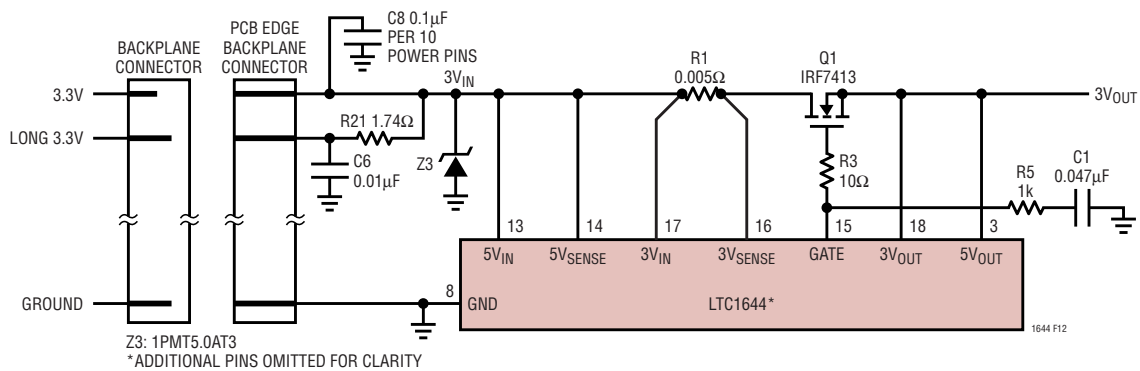 C8 0.1µF
PER 10
POWER PINS
BACKPLANE
CONNECTOR
PCB EDGE
BACKPLANE
CONNECTOR
3VIN
R1
0.005Ω
Q1
IRF7413
3.3V
3VOUT
LONG 3.3V
R21 1.74Ω
C6
0.01µF
Z3
R3
10Ω
R5
1k
C1
0.047µF
13
14
17
16
15
18
3
5VIN
5VSENSE
3VIN
3VSENSE
GATE
3VOUT
5VOUT
GROUND
8
GND
LTC1644*
1644 F12
Z3: 1PMT5.0AT3
*ADDITIONAL PINS OMITTED FOR CLARITY